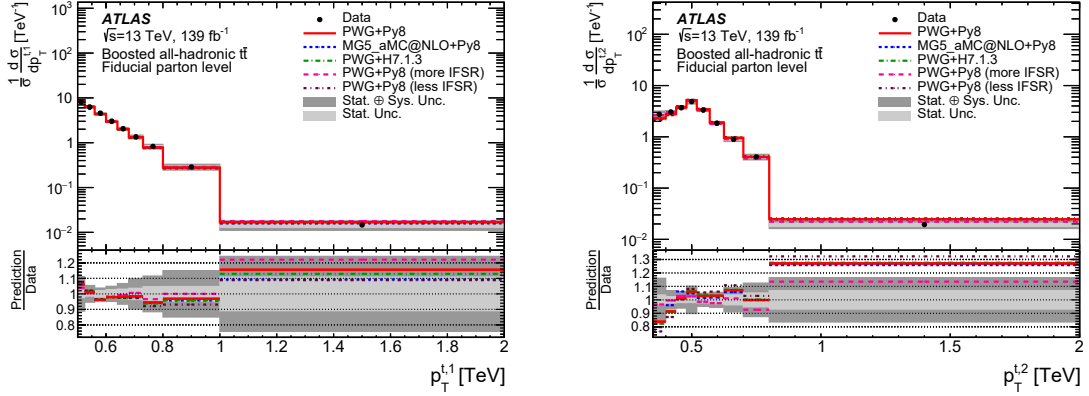 ATLAS
√s=13 TeV, 139 fb⁻¹
Boosted all-hadronic tt̄
Fiducial parton level
Data
PWG+Py8
MG5_aMC@NLO+Py8
PWG+H7.1.3
PWG+Py8 (more IFSR)
PWG+Py8 (less IFSR)
Stat. ⊕ Sys. Unc.
Stat. Unc.
1/σ d σ/dp_T^{t,1} [TeV⁻¹]
10³
10²
10
1
10⁻¹
10⁻²
Prediction
Data
1.2
1.1
1
0.9
0.8
0.6 0.8 1 1.2 1.4 1.6 1.8 2
p_T^{t,1} [TeV]
ATLAS
√s=13 TeV, 139 fb⁻¹
Boosted all-hadronic tt̄
Fiducial parton level
Data
PWG+Py8
MG5_aMC@NLO+Py8
PWG+H7.1.3
PWG+Py8 (more IFSR)
PWG+Py8 (less IFSR)
Stat. ⊕ Sys. Unc.
Stat. Unc.
1/σ d σ/dp_T^{t,2} [TeV⁻¹]
10³
10²
10
1
10⁻¹
10⁻²
Prediction
Data
1.3
1.2
1.1
1
0.9
0.8
0.5 1 1.5 2
p_T^{t,2} [TeV]